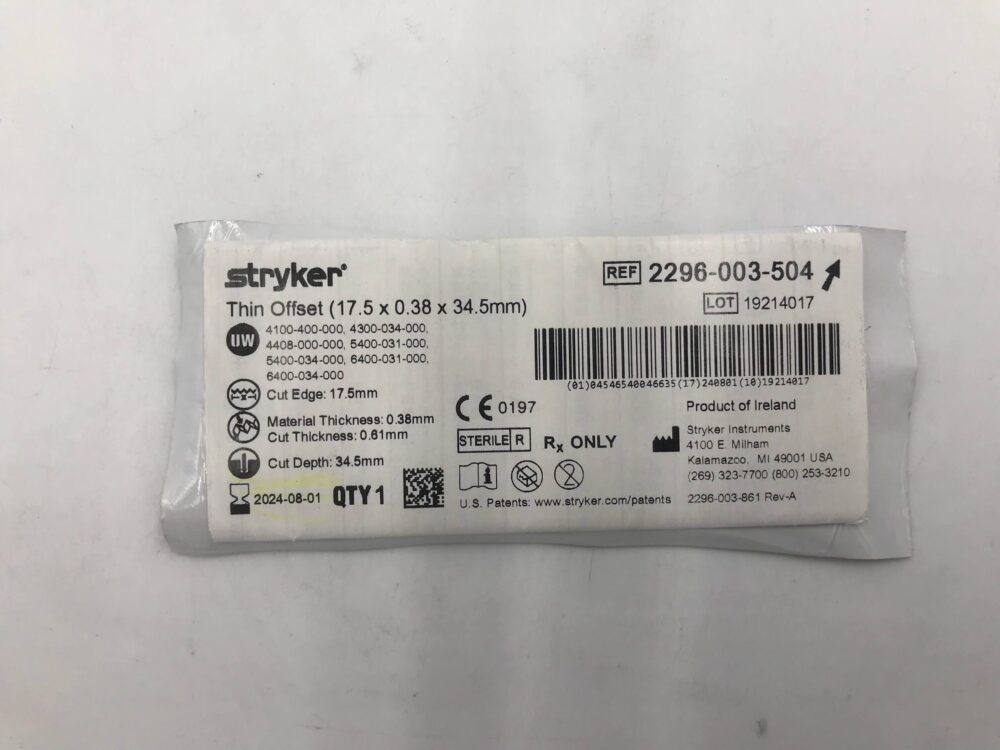 stryker
Thin Offset (17.5 x 0.38 x 34.5mm)
UW
4100-400-000, 4300-034-000,
4408-000-000, 5400-031-000,
5400-034-000, 6400-031-000,
6400-034-000
Cut Edge: 17.5mm
Material Thickness: 0.38mm
Cut Thickness: 0.61mm
Cut Depth: 34.5mm
2024-08-01 QTY 1
REF 2296-003-504
LOT 19214017
(01)04546540046635(17)240801(10)19214017
CE 0197
STERILE R Rx ONLY
U.S. Patents: www.stryker.com/patents
Product of Ireland
Stryker Instruments
4100 E. Milham
Kalamazoo, MI 49001 USA
(269) 323-7700 (800) 253-3210
2296-003-861 Rev-A